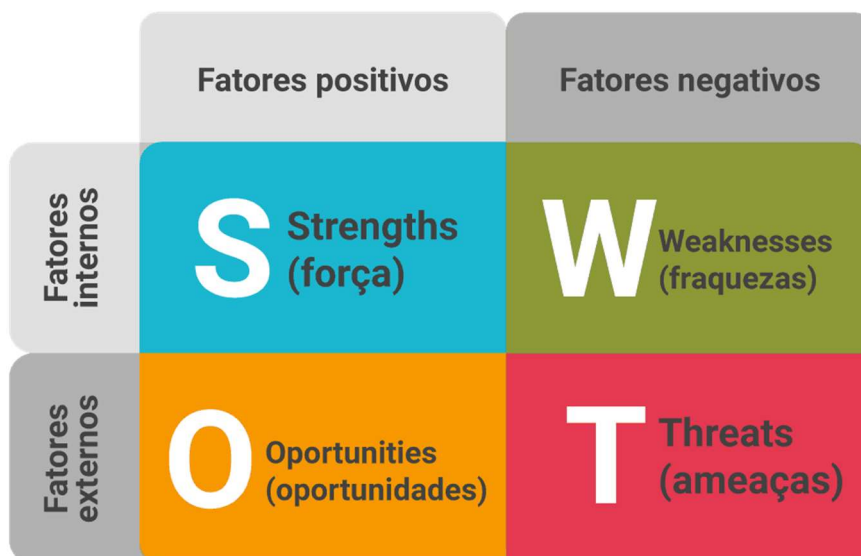 Fatores positivos
Fatores negativos
Fatores
internos
S
Strengths
(força)
W
Weaknesses
(fraquezas)
Fatores
externos
O
Oportunities
(oportunidades)
T
Threats
(ameaças)